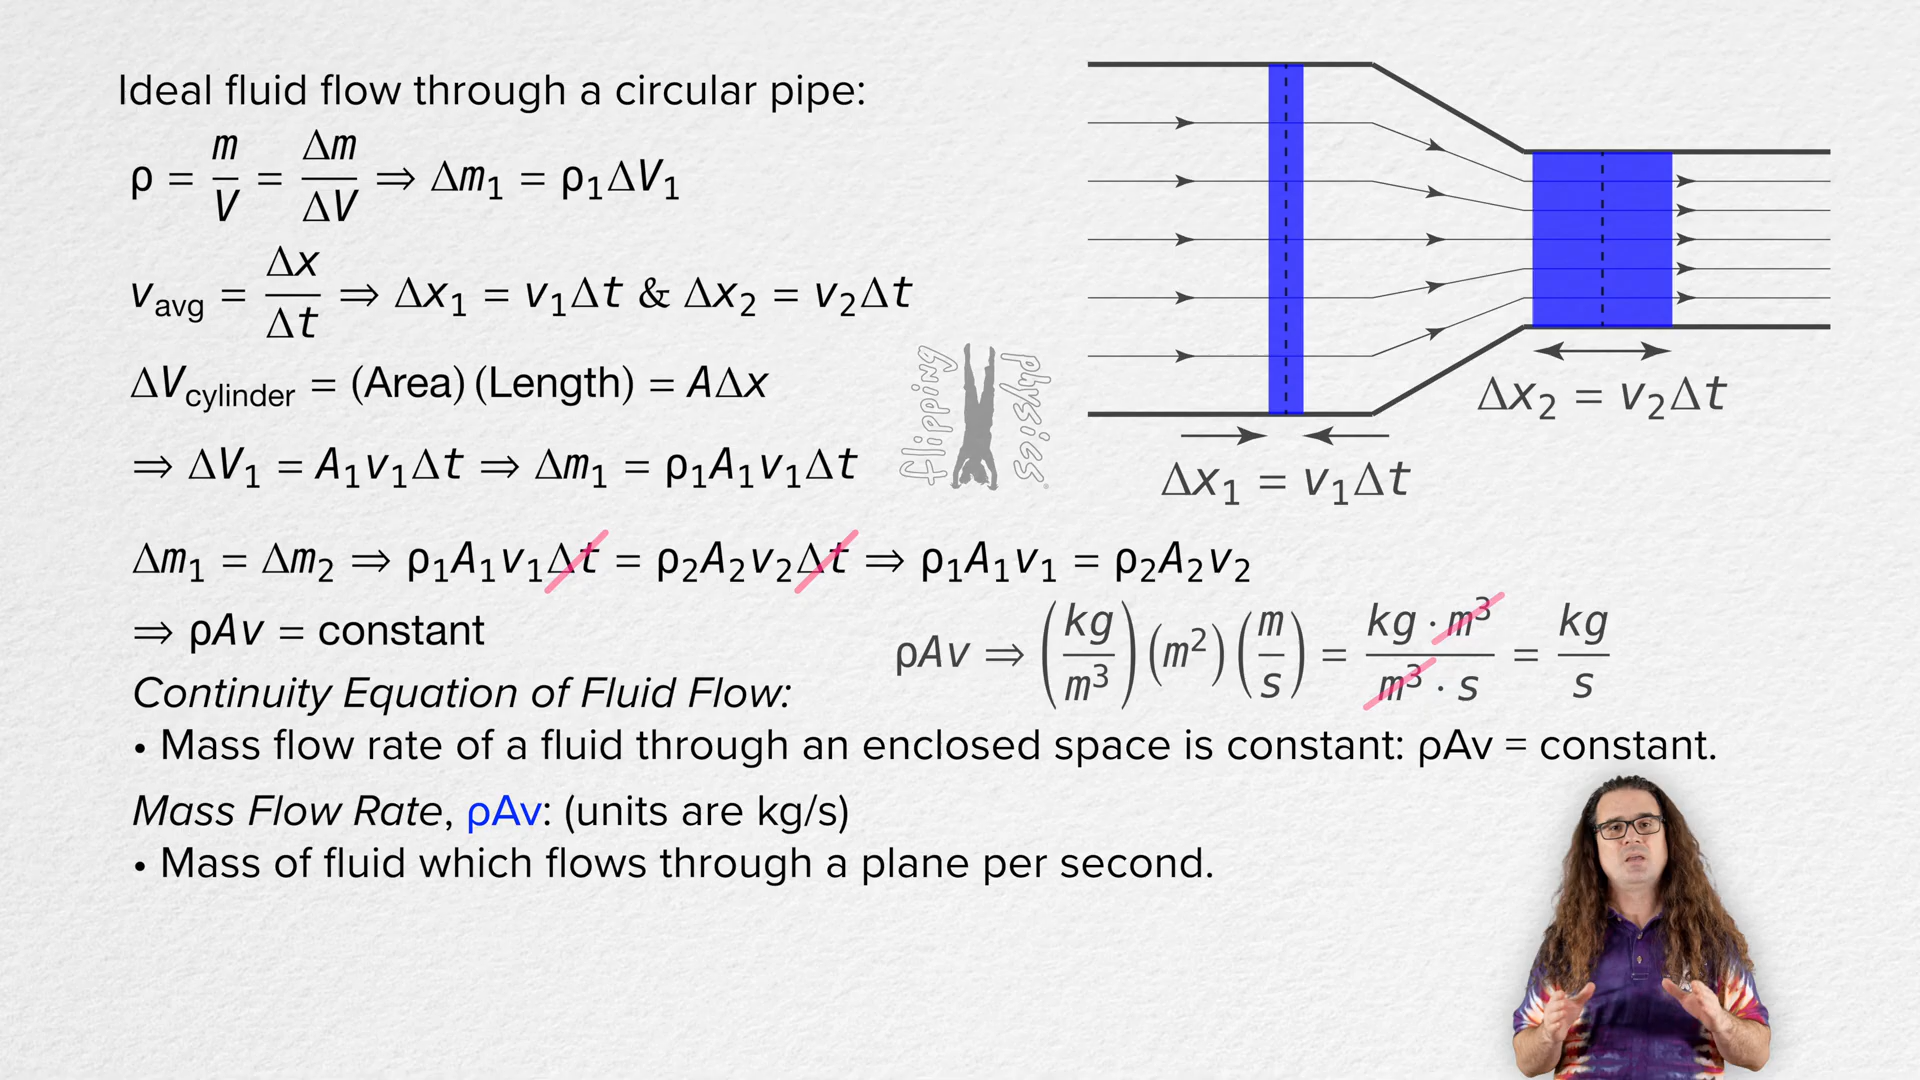 Ideal fluid flow through a circular pipe:
ρ = m/V = Δm/ΔV ⇒ Δm₁ = ρ₁ΔV₁
v_avg = Δx/Δt ⇒ Δx₁ = v₁Δt & Δx₂ = v₂Δt
ΔV_cylinder = (Area)(Length) = AΔx
⇒ ΔV₁ = A₁v₁Δt ⇒ Δm₁ = ρ₁A₁v₁Δt
flipping physics
Δx₂ = v₂Δt
Δx₁ = v₁Δt
Δm₁ = Δm₂ ⇒ ρ₁A₁v₁Δt = ρ₂A₂v₂Δt ⇒ ρ₁A₁v₁ = ρ₂A₂v₂
⇒ ρAv = constant
ρAv ⇒ (kg/m³)(m²)(m/s) = kg·m³/m³·s = kg/s
Continuity Equation of Fluid Flow:
• Mass flow rate of a fluid through an enclosed space is constant: ρAv = constant.
Mass Flow Rate, ρAv: (units are kg/s)
• Mass of fluid which flows through a plane per second.